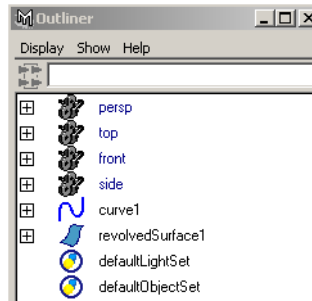 Outliner
Display Show Help
persp
top
front
side
curve1
revolvedSurface1
defaultLightSet
defaultObjectSet